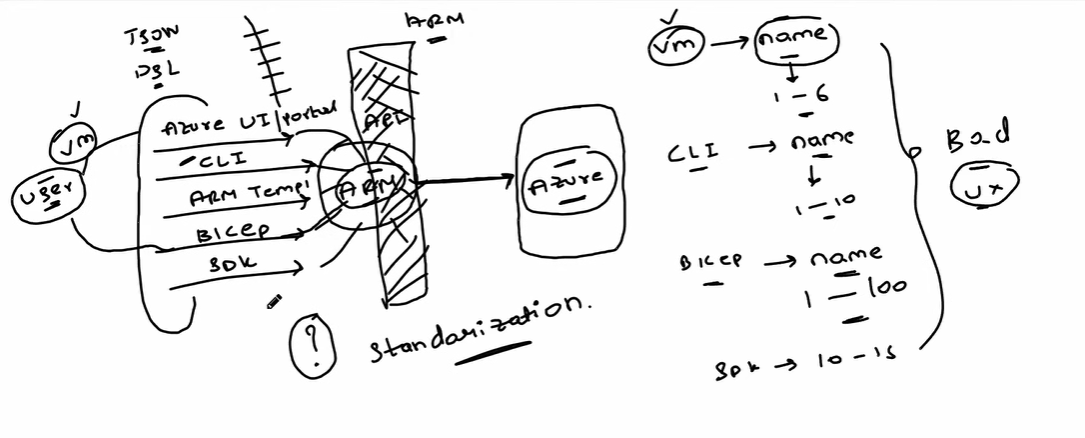 ARM
JSON
DSL
vm
user
Azure UI/portal
CLI
ARM Temp
Bicep
SDK
API
ARM
Azure
?
Standarization.
vm → name
1 - 6
CLI → name
1 - 10
Bicep → name
1 - 100
SDK → 10 - 15
Bad
UX